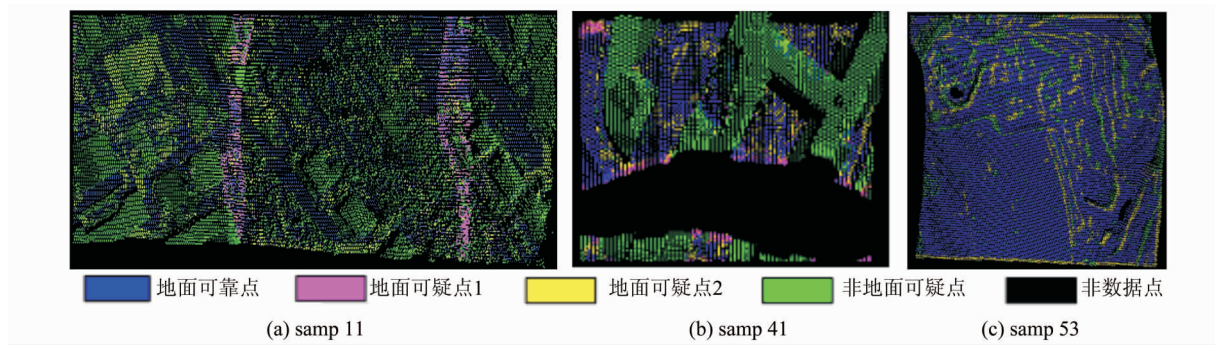 地面可靠点 地面可疑点1 地面可疑点2 非地面可疑点 非数据点
(a) samp 11 (b) samp 41 (c) samp 53